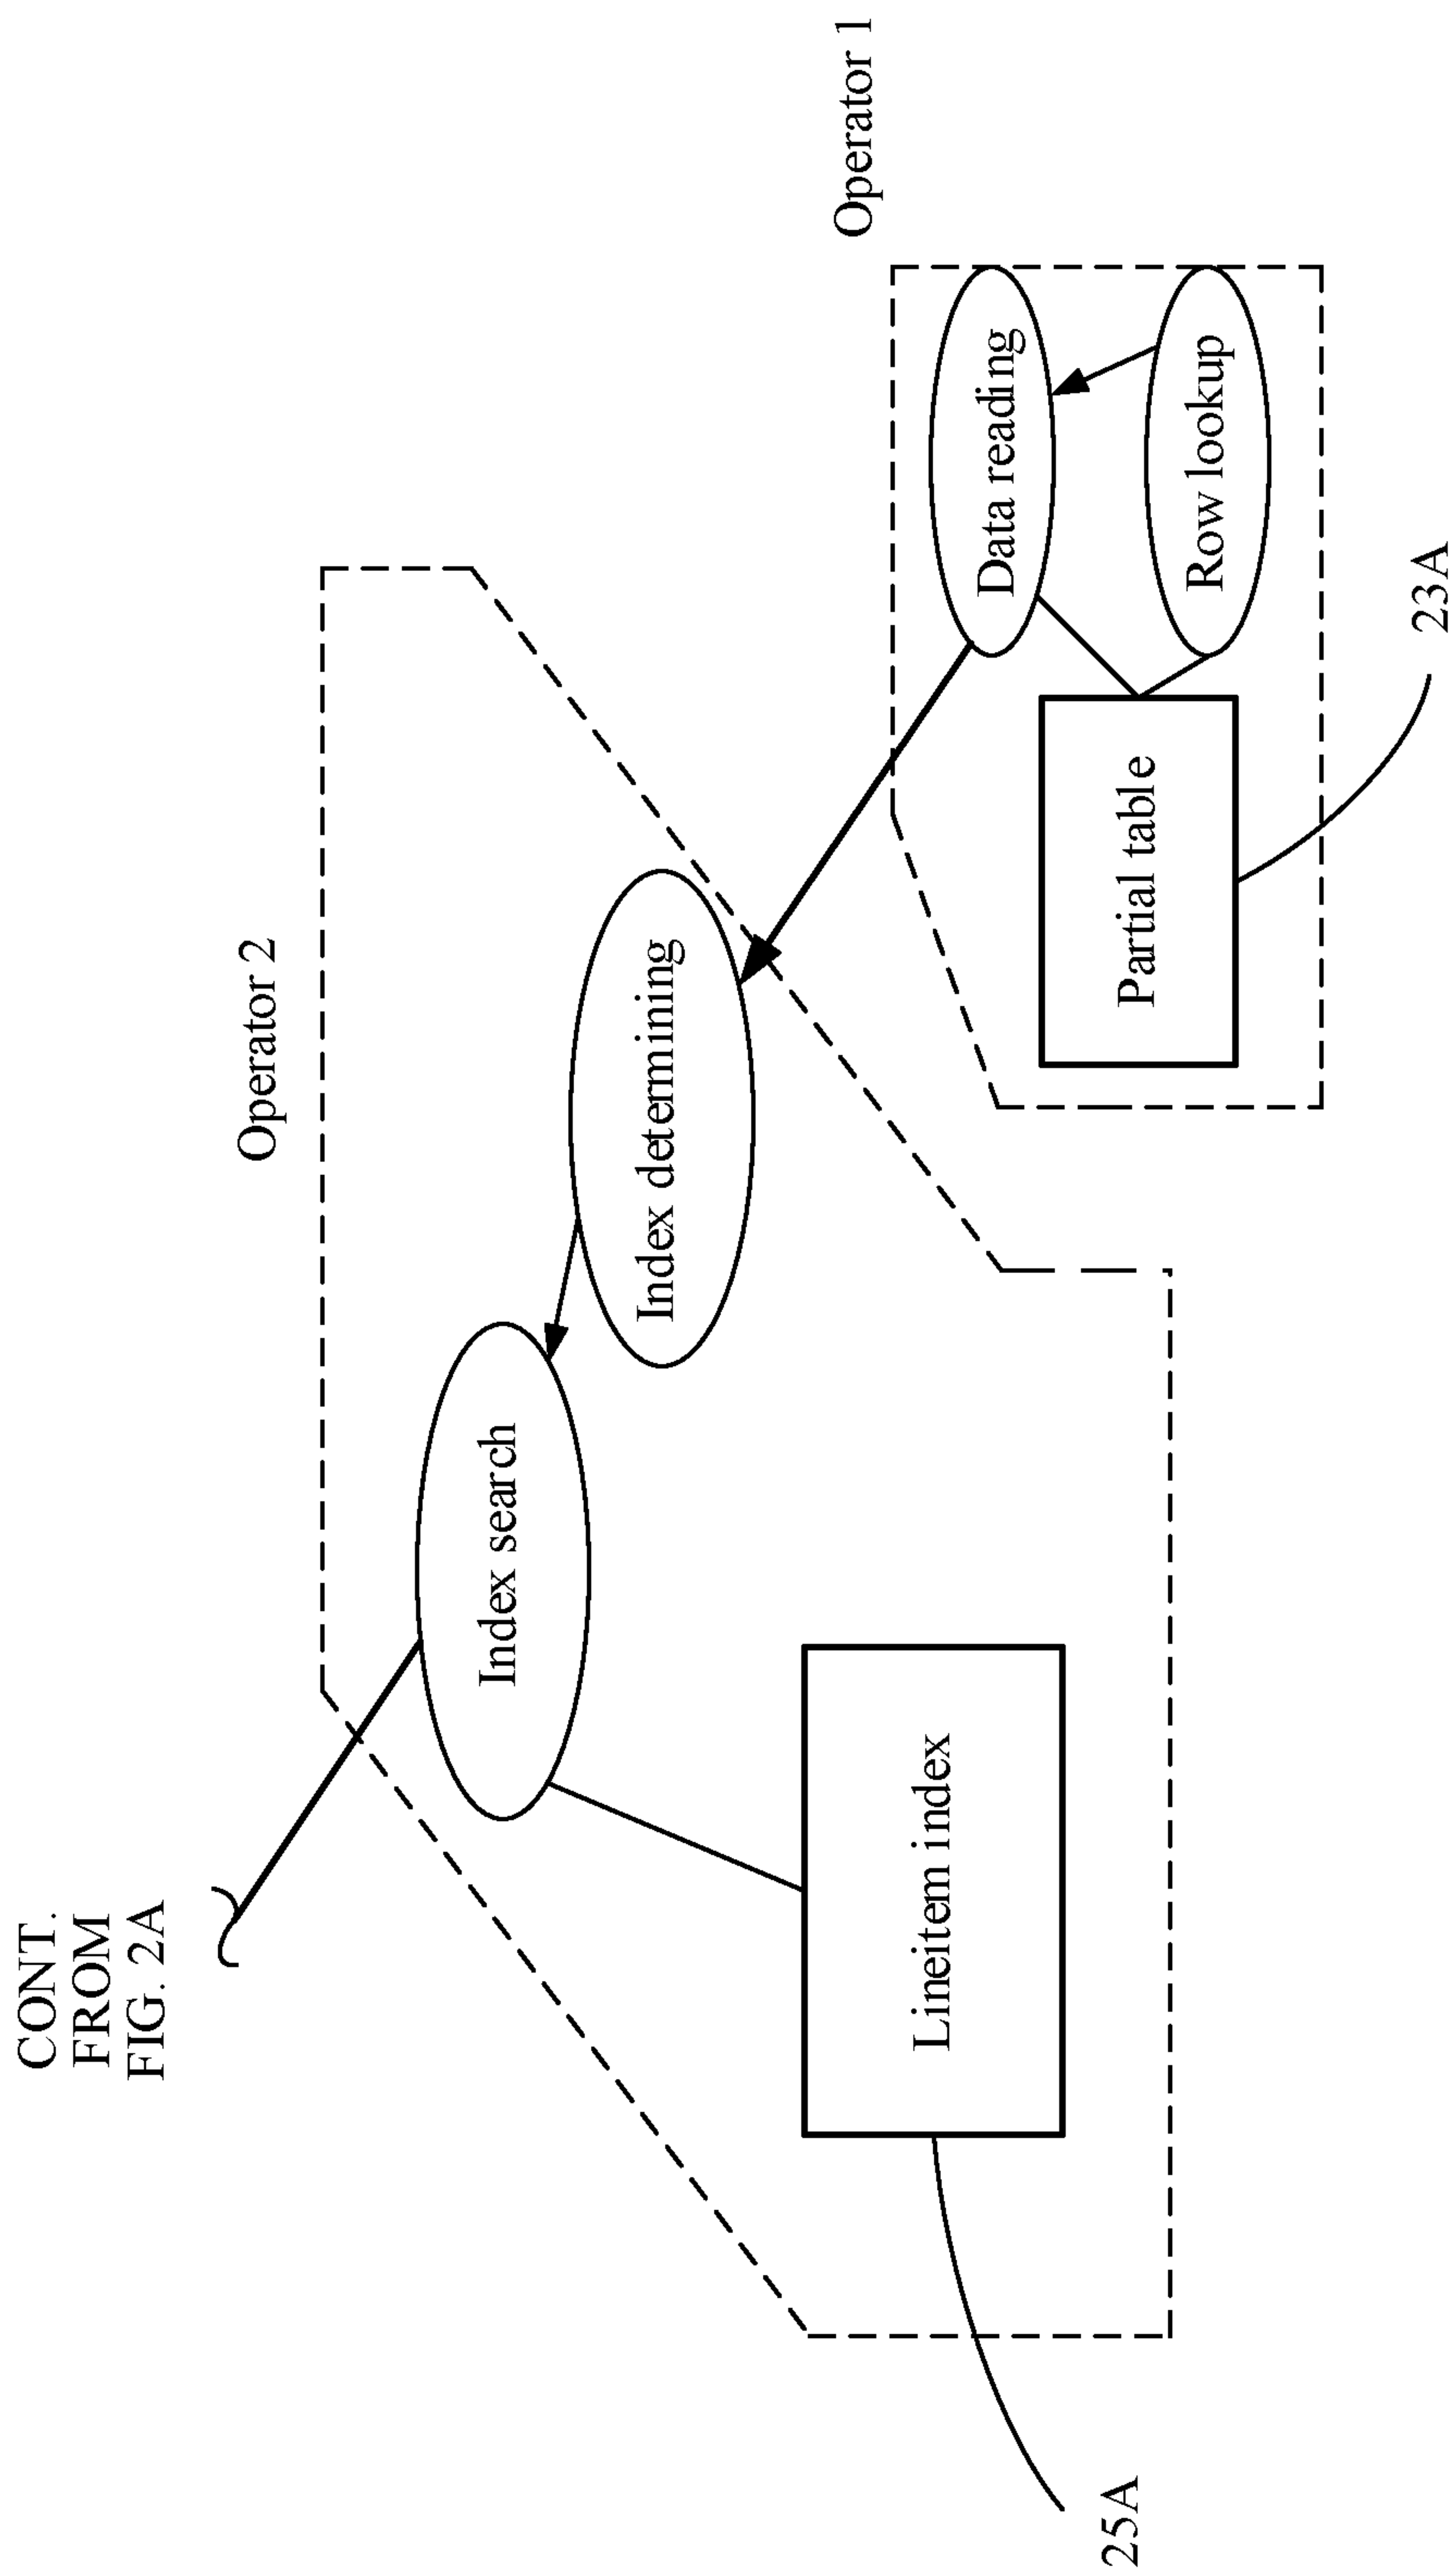 CONT.
FROM
FIG. 2A
Operator 2
Index search
Index determining
Lineitem index
25A
Operator 1
Data reading
Row lookup
Partial table
23A